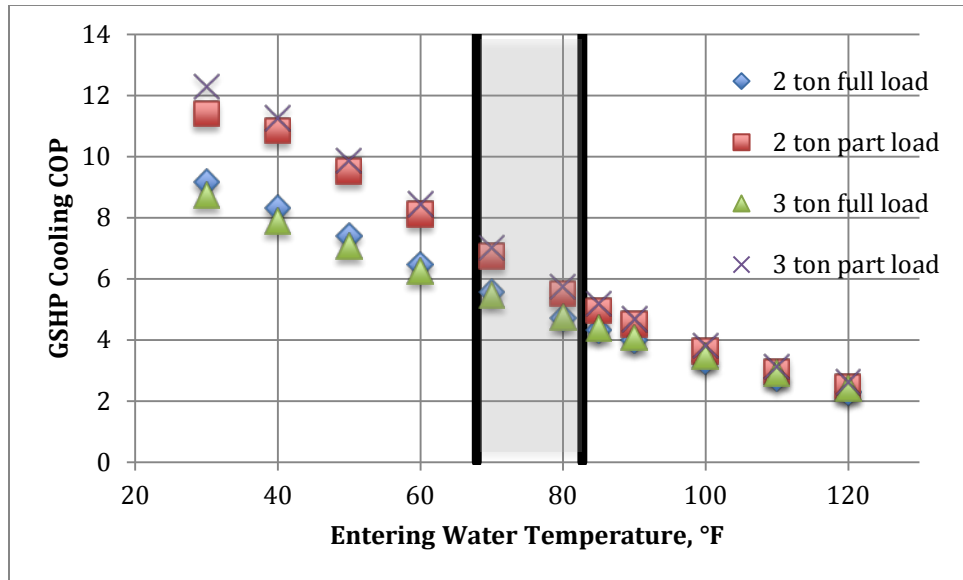 14
12
10
8
6
4
2
0
GSHP Cooling COP
20
40
60
80
100
120
Entering Water Temperature, °F
2 ton full load
2 ton part load
3 ton full load
3 ton part load